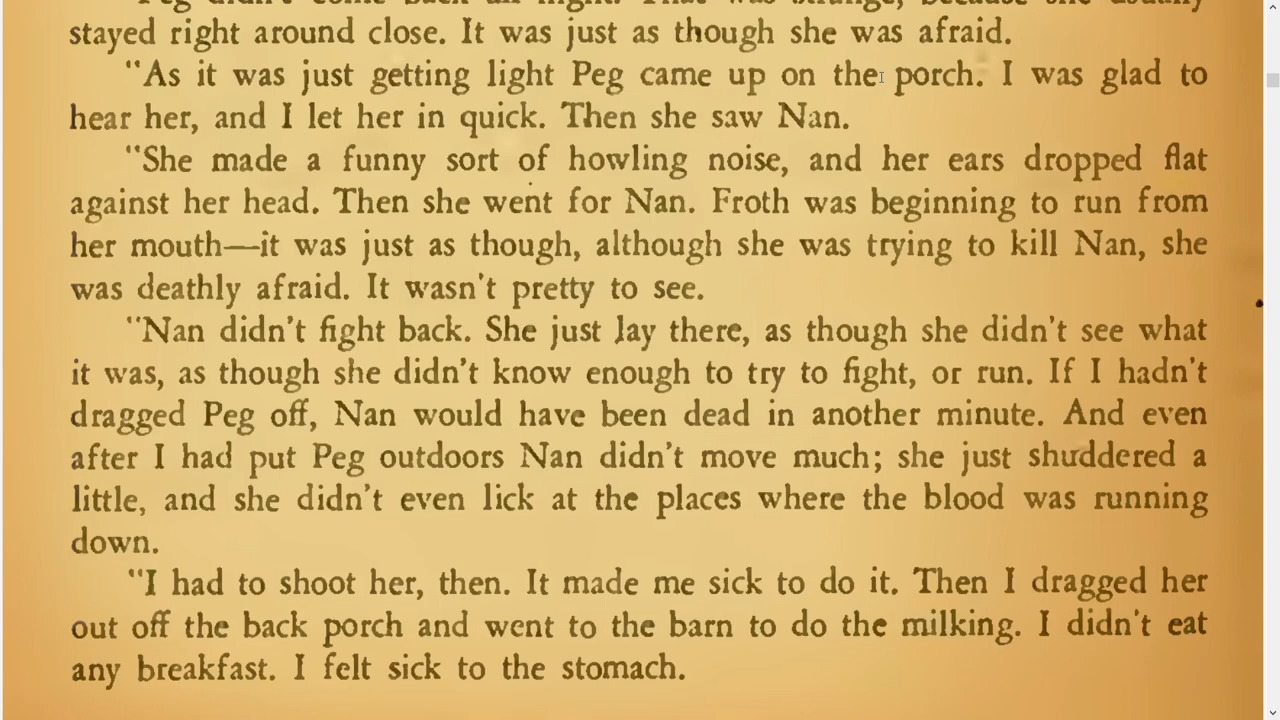 stayed right around close. It was just as though she was afraid.
"As it was just getting light Peg came up on the porch. I was glad to
hear her, and I let her in quick. Then she saw Nan.
"She made a funny sort of howling noise, and her ears dropped flat
against her head. Then she went for Nan. Froth was beginning to run from
her mouth—it was just as though, although she was trying to kill Nan, she
was deathly afraid. It wasn't pretty to see.
"Nan didn't fight back. She just lay there, as though she didn't see what
it was, as though she didn't know enough to try to fight, or run. If I hadn't
dragged Peg off, Nan would have been dead in another minute. And even
after I had put Peg outdoors Nan didn't move much; she just shuddered a
little, and she didn't even lick at the places where the blood was running
down.
"I had to shoot her, then. It made me sick to do it. Then I dragged her
out off the back porch and went to the barn to do the milking. I didn't eat
any breakfast. I felt sick to the stomach.